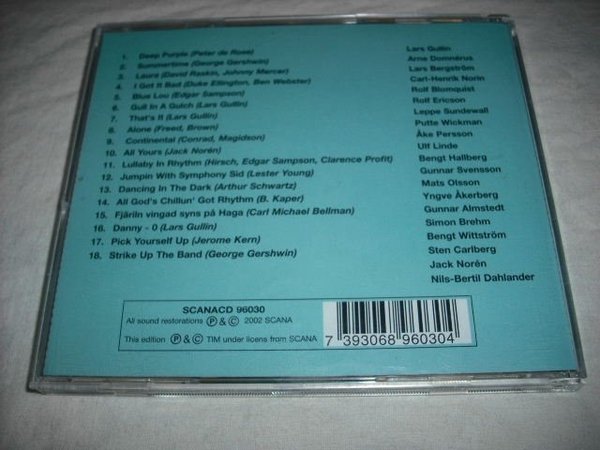 1. Deep Purple (Peter de Rose)
2. Summertime (George Gershwin)
3. Laura (David Raskin, Johnny Mercer)
4. I Got It Bad (Duke Ellington, Ben Webster)
5. Blue Lou (Edgar Sampson)
6. Gull In A Gulch (Lars Gullin)
7. That's It (Lars Gullin)
8. Alone (Freed, Brown)
9. Continental (Conrad, Magidson)
10. All Yours (Jack Norén)
11. Lullaby In Rhythm (Hirsch, Edgar Sampson, Clarence Profit)
12. Jumpin With Symphony Sid (Lester Young)
13. Dancing In The Dark (Arthur Schwartz)
14. All God's Chillun' Got Rhythm (B. Kaper)
15. Fjäriln vingad syns på Haga (Carl Michael Bellman)
16. Danny - 0 (Lars Gullin)
17. Pick Yourself Up (Jerome Kern)
18. Strike Up The Band (George Gershwin)
Lars Gullin
Arne Domnérus
Lars Bergström
Carl-Henrik Norin
Rolf Blomquist
Rolf Ericson
Leppe Sundewall
Putte Wickman
Åke Persson
Ulf Linde
Bengt Hallberg
Gunnar Svensson
Mats Olsson
Yngve Åkerberg
Gunnar Almstedt
Simon Brehm
Bengt Wittström
Sten Carlberg
Jack Norén
Nils-Bertil Dahlander
SCANACD 96030
All sound restorations Ⓟ & © 2002 SCANA
This edition Ⓟ & © TIM under licens from SCANA
7 393068 960304